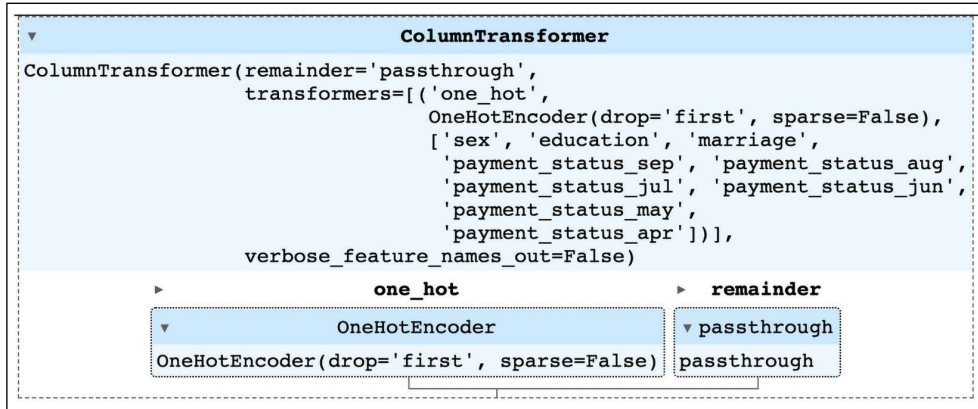 ColumnTransformer
ColumnTransformer(remainder='passthrough',
                  transformers=[('one_hot',
                                 OneHotEncoder(drop='first', sparse=False),
                                 ['sex', 'education', 'marriage',
                                  'payment_status_sep', 'payment_status_aug',
                                  'payment_status_jul', 'payment_status_jun',
                                  'payment_status_may',
                                  'payment_status_apr'])],
                  verbose_feature_names_out=False)
one_hot remainder
OneHotEncoder passthrough
OneHotEncoder(drop='first', sparse=False) passthrough